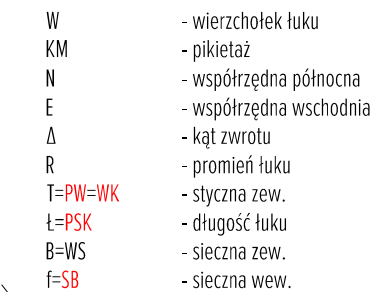 W - wierzchołek łuku
KM - pikietaż
N - współrzędna północna
E - współrzędna wschodnia
Δ - kąt zwrotu
R - promień łuku
T=PW=WK - styczna zew.
Ł=PSK - długość łuku
B=WS - sieczna zew.
f=SB - sieczna wew.